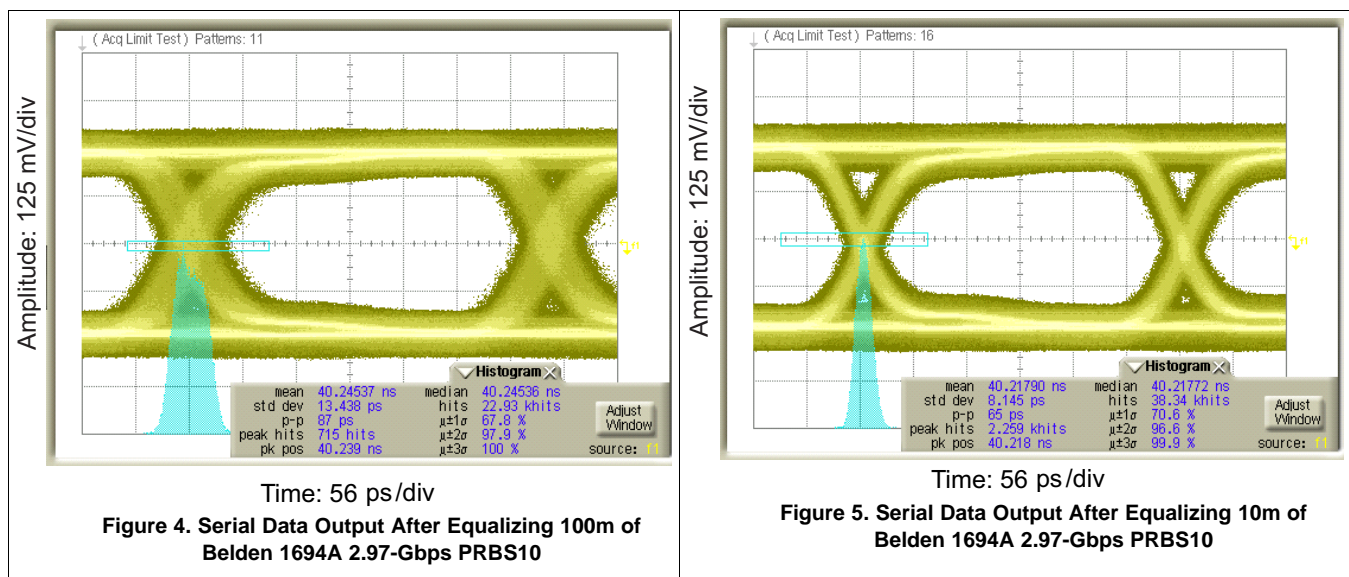 ( Acq Limit Test ) Patterns: 11
Amplitude: 125 mV/div
f1
Histogram
mean 40.24537 ns median 40.24536 ns
std dev 13.438 ps hits 22.93 khits
p-p 87 ps μ±1σ 67.8 %
peak hits 715 hits μ±2σ 97.9 %
pk pos 40.239 ns μ±3σ 100 %
Adjust
Window
source: f1
Time: 56 ps/div
Figure 4. Serial Data Output After Equalizing 100m of
Belden 1694A 2.97-Gbps PRBS10
( Acq Limit Test ) Patterns: 16
Amplitude: 125 mV/div
f1
Histogram
mean 40.21790 ns median 40.21772 ns
std dev 8.145 ps hits 38.34 khits
p-p 65 ps μ±1σ 70.6 %
peak hits 2.259 khits μ±2σ 96.6 %
pk pos 40.218 ns μ±3σ 99.9 %
Adjust
Window
source: f1
Time: 56 ps/div
Figure 5. Serial Data Output After Equalizing 10m of
Belden 1694A 2.97-Gbps PRBS10